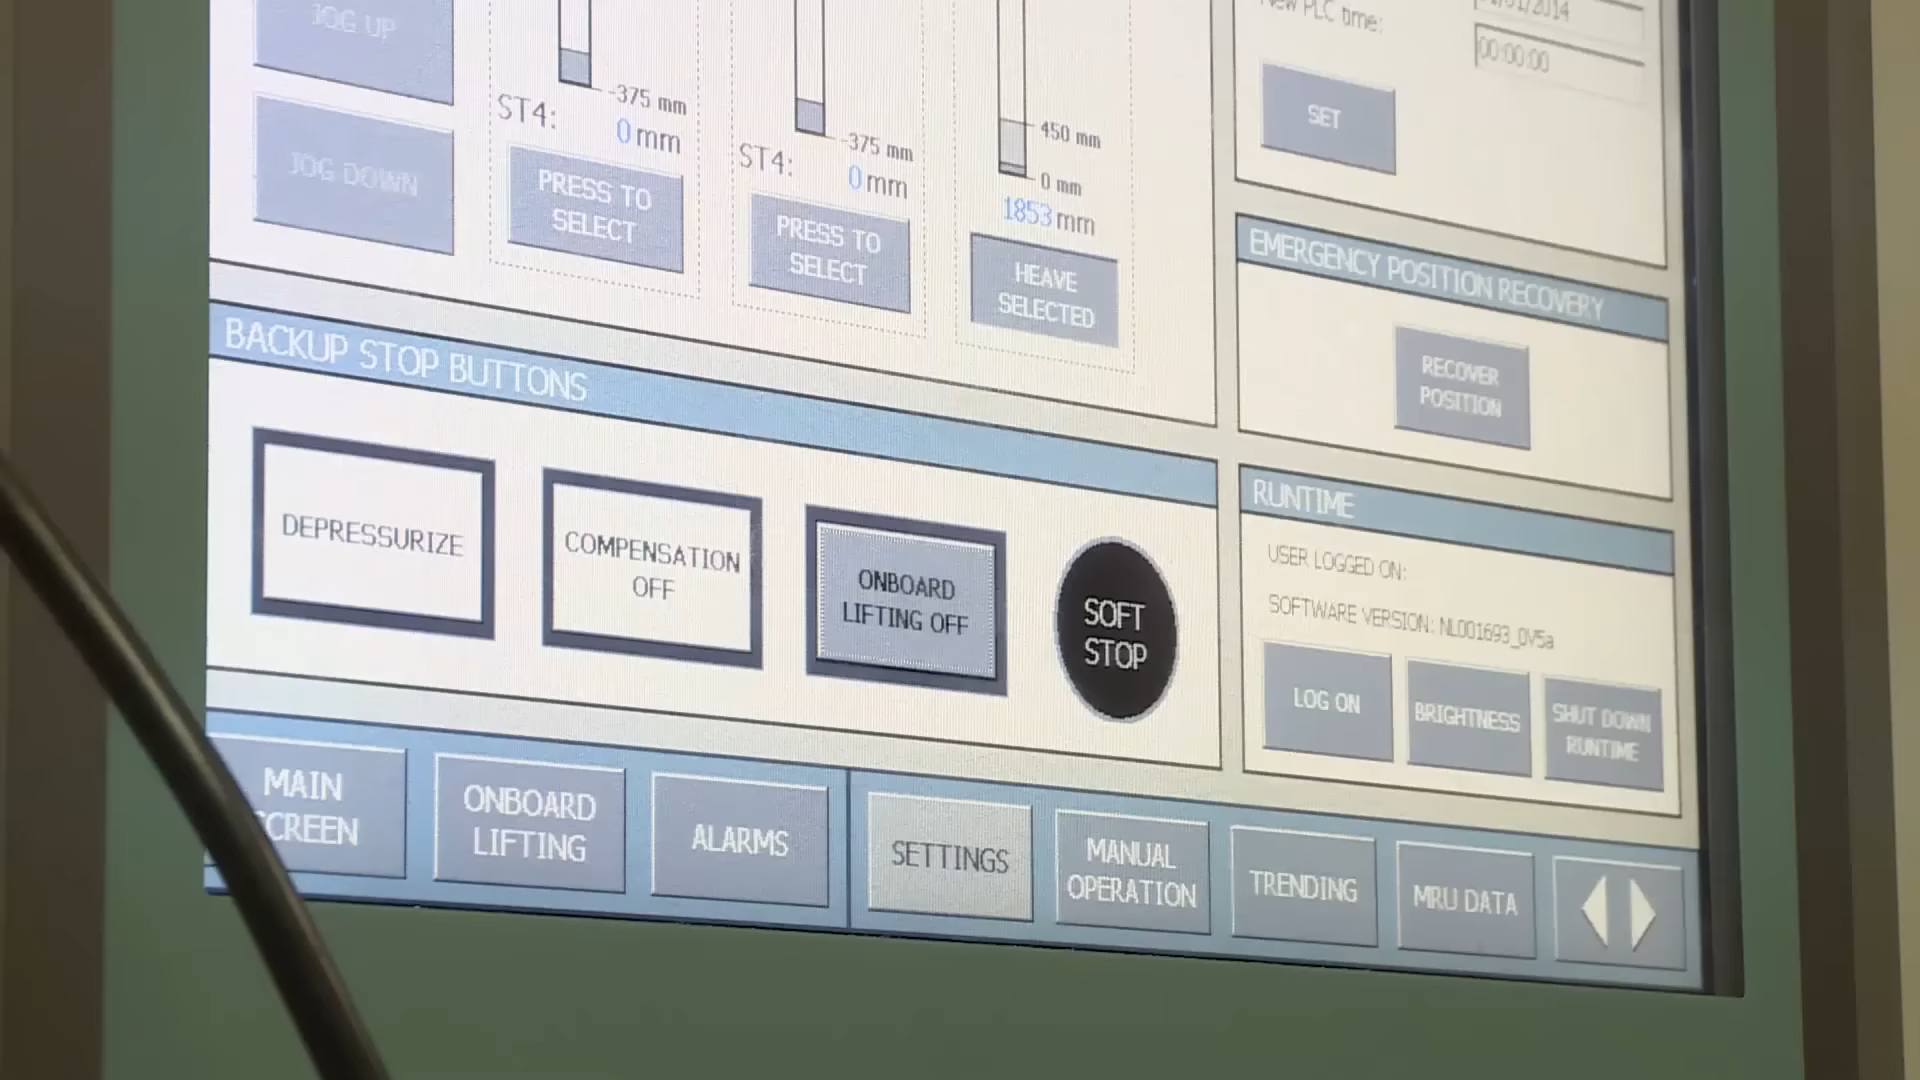 JOG UP
JOG DOWN
-375 mm
ST4:
0 mm
PRESS TO
SELECT
-375 mm
ST4:
0 mm
PRESS TO
SELECT
450 mm
0 mm
1853 mm
HEAVE
SELECTED
New PLC time:
00:00:00
SET
EMERGENCY POSITION RECOVERY
RECOVER
POSITION
BACKUP STOP BUTTONS
DEPRESSURIZE
COMPENSATION
OFF
ONBOARD
LIFTING OFF
SOFT
STOP
RUNTIME
USER LOGGED ON:
SOFTWARE VERSION: NL001693_0V5a
LOG ON
BRIGHTNESS
SHUT DOWN
RUNTIME
MAIN
SCREEN
ONBOARD
LIFTING
ALARMS
SETTINGS
MANUAL
OPERATION
TRENDING
MRU DATA